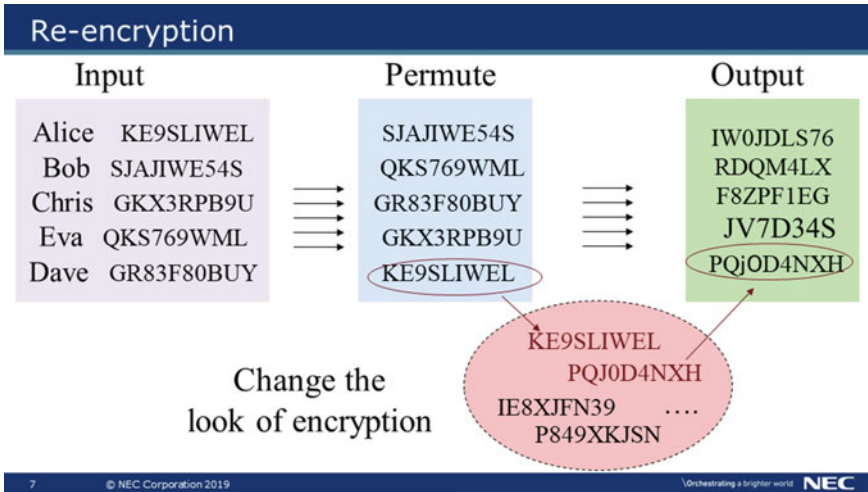 Re-encryption
Input
Permute
Output
Alice KE9SLIWEL
Bob SJAJIWE54S
Chris GKX3RPB9U
Eva QKS769WML
Dave GR83F80BUY
SJAJIWE54S
QKS769WML
GR83F80BUY
GKX3RPB9U
KE9SLIWEL
IW0JDLS76
RDQM4LX
F8ZPF1EG
JV7D34S
PQjOD4NXH
KE9SLIWEL
PQJ0D4NXH
IE8XJFN39 ....
P849XKJSN
Change the
look of encryption
7 © NEC Corporation 2019
\Orchestrating a brighter world NEC